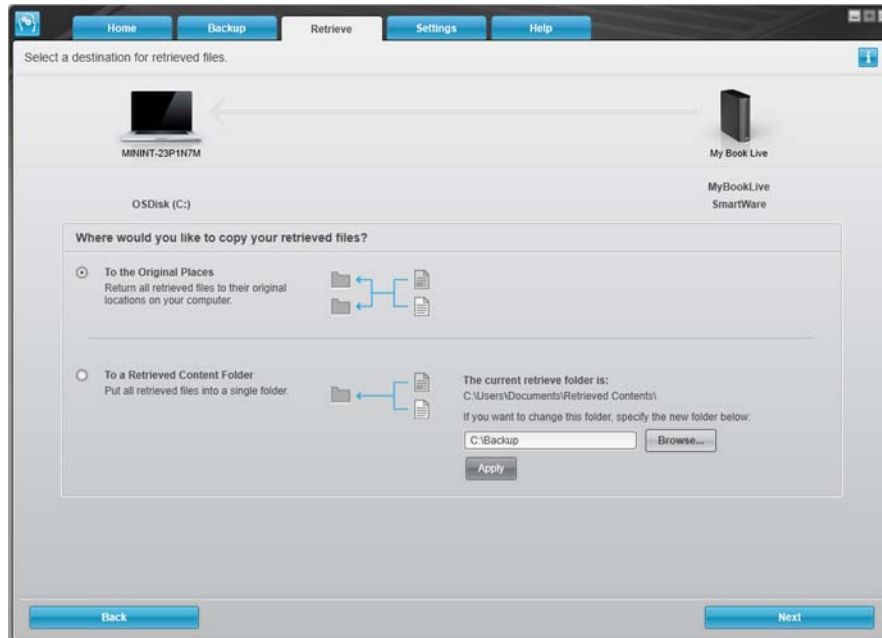 Home Backup Retrieve Settings Help
Select a destination for retrieved files.
MININT-23P1N7M
My Book Live
MyBookLive
OSDisk (C:)
SmartWare
Where would you like to copy your retrieved files?
To the Original Places
Return all retrieved files to their original
locations on your computer.
To a Retrieved Content Folder
Put all retrieved files into a single folder.
The current retrieve folder is:
C:\Users\Documents\Retrieved Contents\
If you want to change this folder, specify the new folder below:
C:\Backup
Browse...
Apply
Back
Next